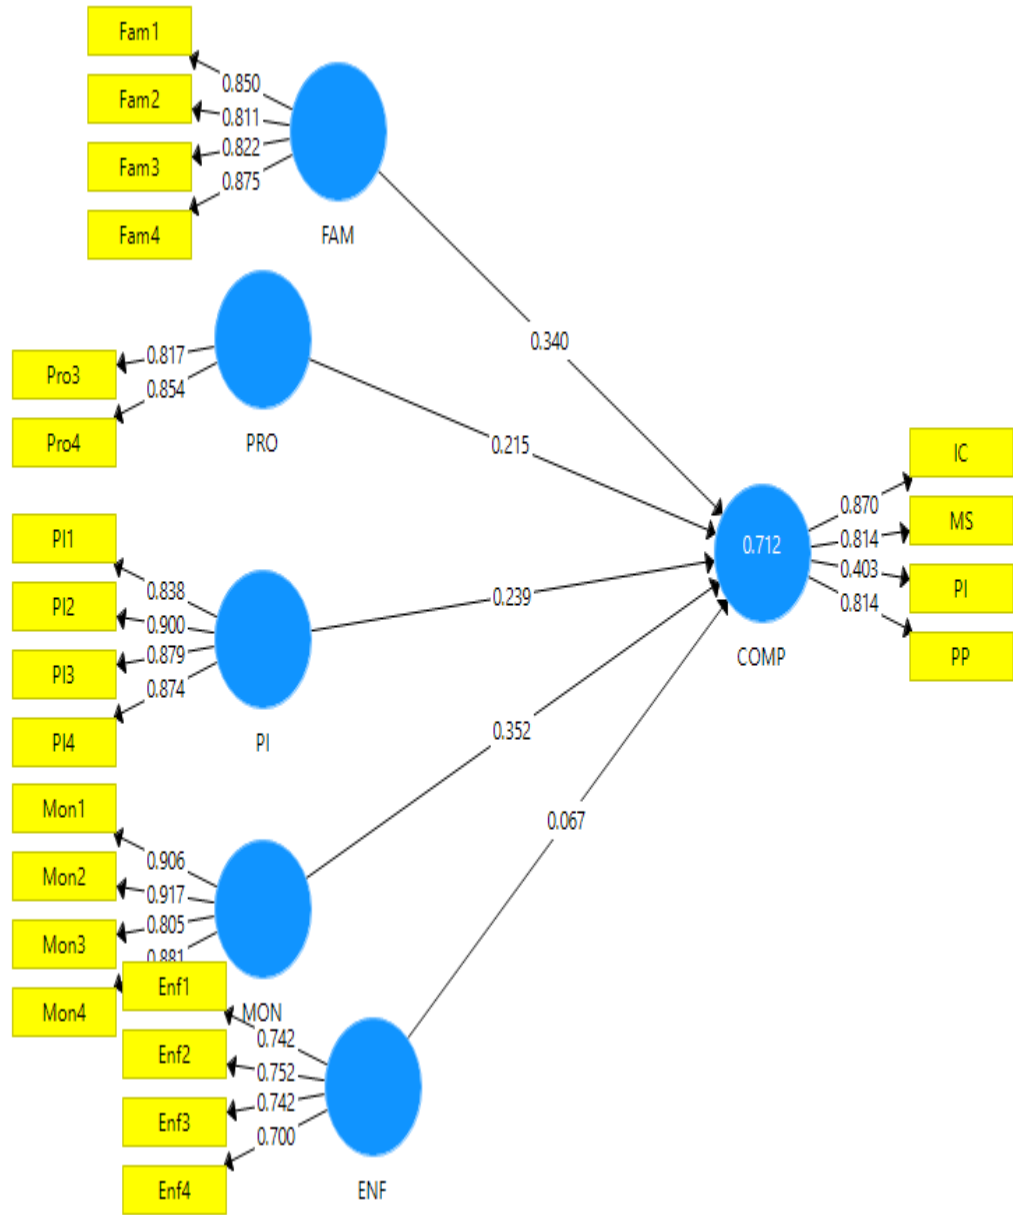 Fam1
0.850
Fam2
0.811
Fam3
0.822
0.875
Fam4
FAM
0.340
Pro3
0.817
0.854
Pro4
PRO
0.215
PI1
0.838
PI2
0.900
PI3
0.879
0.874
PI4
PI
0.239
0.712
COMP
IC
0.870
MS
0.814
0.403
PI
0.814
PP
Mon1
0.906
Mon2
0.917
Mon3
0.805
0.881
Mon4
MON
0.352
Enf1
0.742
Enf2
0.752
0.742
Enf3
0.700
Enf4
ENF
0.067